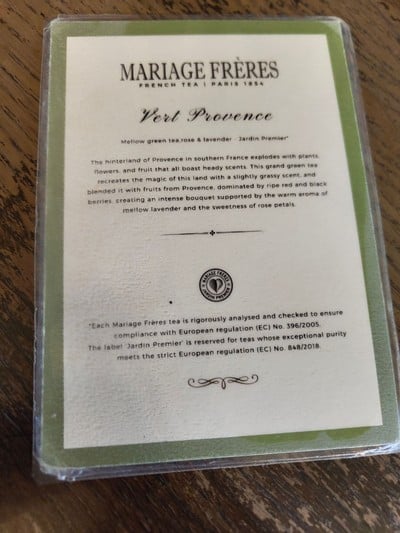 MARIAGE FRÈRES
FRENCH TEA | PARIS 1854
Vert Provence
Mellow green tea rose & lavender - Jardin Premier*
The hinterland of Provence in southern France explodes with plants,
flowers, and fruit that all boast heady scents. This grand green tea
recreates the magic of this land with a slightly grassy scent, and
blended it with fruits from Provence, dominated by ripe red and black
berries, creating an intense bouquet supported by the warm aroma of
mellow lavender and the sweetness of rose petals.
MARIAGE FRÈRES
JARDIN PREMIER
*Each Mariage Frères tea is rigorously analysed and checked to ensure
compliance with European regulation (EC) No. 396/2005.
The label 'Jardin Premier' is reserved for teas whose exceptional purity
meets the strict European regulation (EC) No. 848/2018.